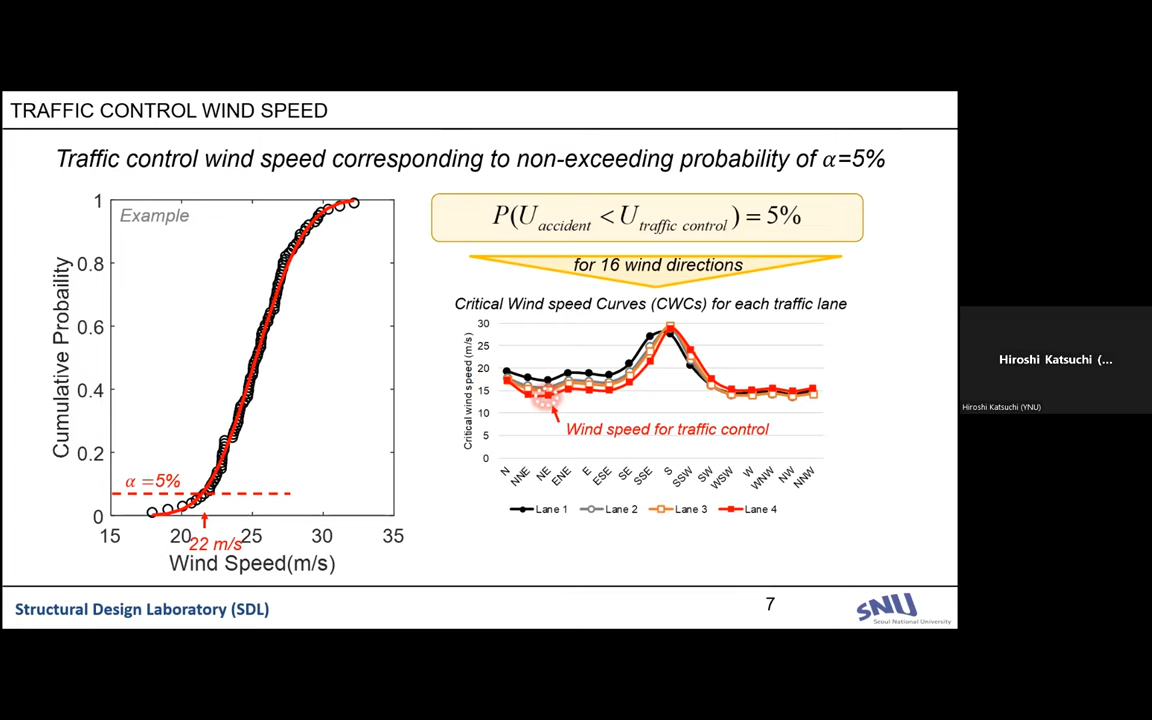 TRAFFIC CONTROL WIND SPEED
Traffic control wind speed corresponding to non-exceeding probability of α=5%
Example
Cumulative Probability
1
0.8
0.6
0.4
0.2
0
α =5%
15 20 25 30 35
22 m/s
Wind Speed(m/s)
P(U accident < U traffic control) = 5%
for 16 wind directions
Critical Wind speed Curves (CWCs) for each traffic lane
Critical wind speed (m/s)
30
25
20
15
10
5
0
Wind speed for traffic control
N NNE NE ENE E ESE SE SSE S SSW SW WSW W WNW NW NNW
Lane 1 Lane 2 Lane 3 Lane 4
Structural Design Laboratory (SDL)
7
SNU
Seoul National University
Hiroshi Katsuchi (...
Hiroshi Katsuchi (YNU)